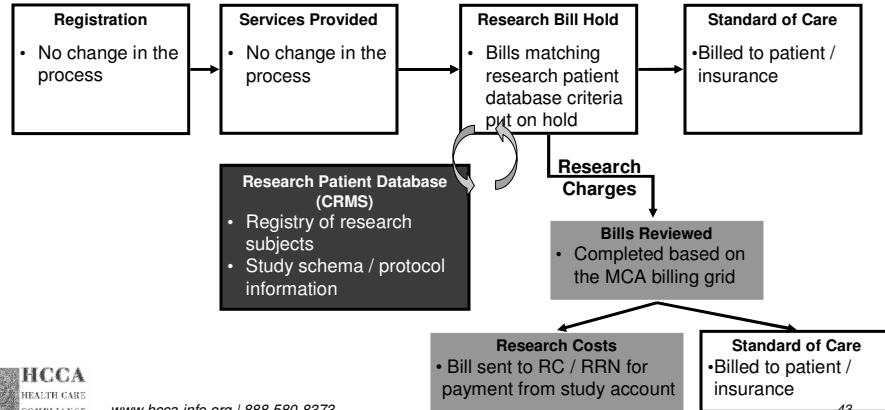 Registration
• No change in the
process
Services Provided
• No change in the
process
Research Bill Hold
• Bills matching
research patient
database criteria
put on hold
Standard of Care
•Billed to patient /
insurance
Research Patient Database
(CRMS)
• Registry of research
subjects
• Study schema / protocol
information
Research
Charges
Bills Reviewed
• Completed based on
the MCA billing grid
Research Costs
• Bill sent to RC / RRN for
payment from study account
Standard of Care
•Billed to patient /
insurance
HCCA
HEALTH CARE
COMPLIANCE
www.hcca-info.org | 888-580-8373
43